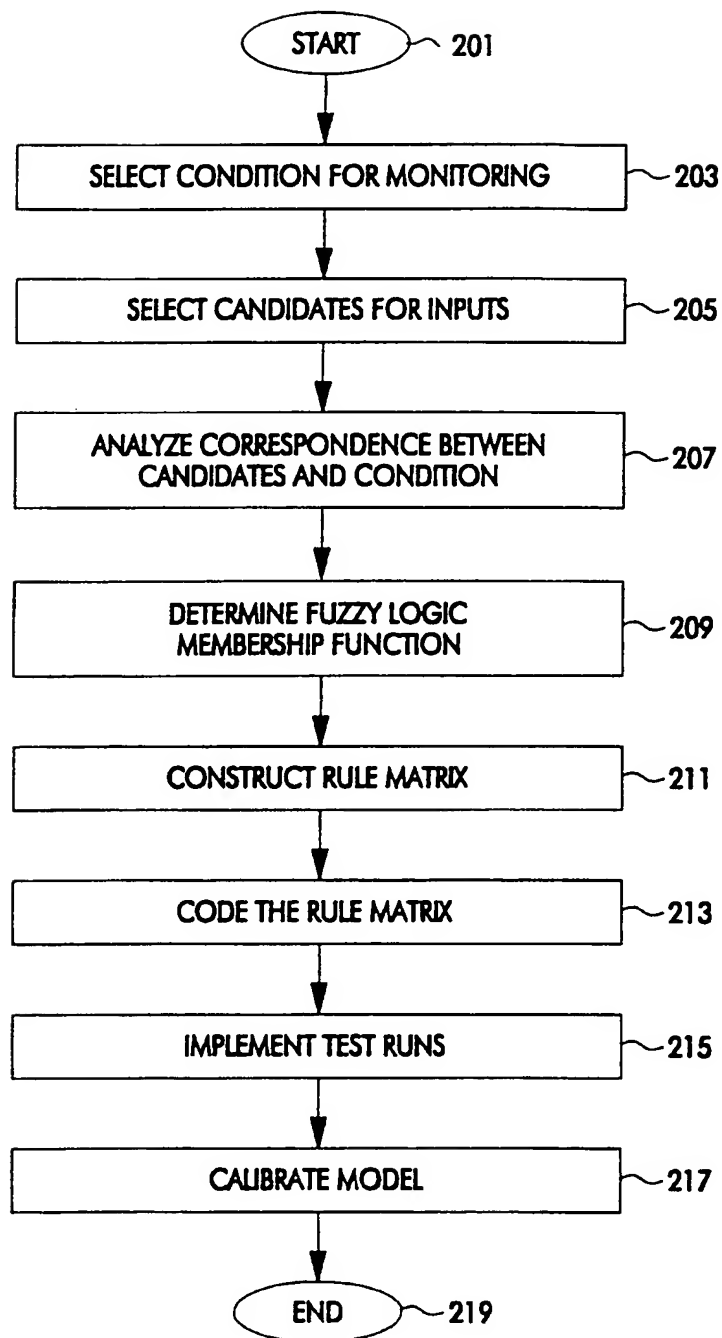 START 201
SELECT CONDITION FOR MONITORING 203
SELECT CANDIDATES FOR INPUTS 205
ANALYZE CORRESPONDENCE BETWEEN
CANDIDATES AND CONDITION 207
DETERMINE FUZZY LOGIC
MEMBERSHIP FUNCTION 209
CONSTRUCT RULE MATRIX 211
CODE THE RULE MATRIX 213
IMPLEMENT TEST RUNS 215
CALIBRATE MODEL 217
END 219